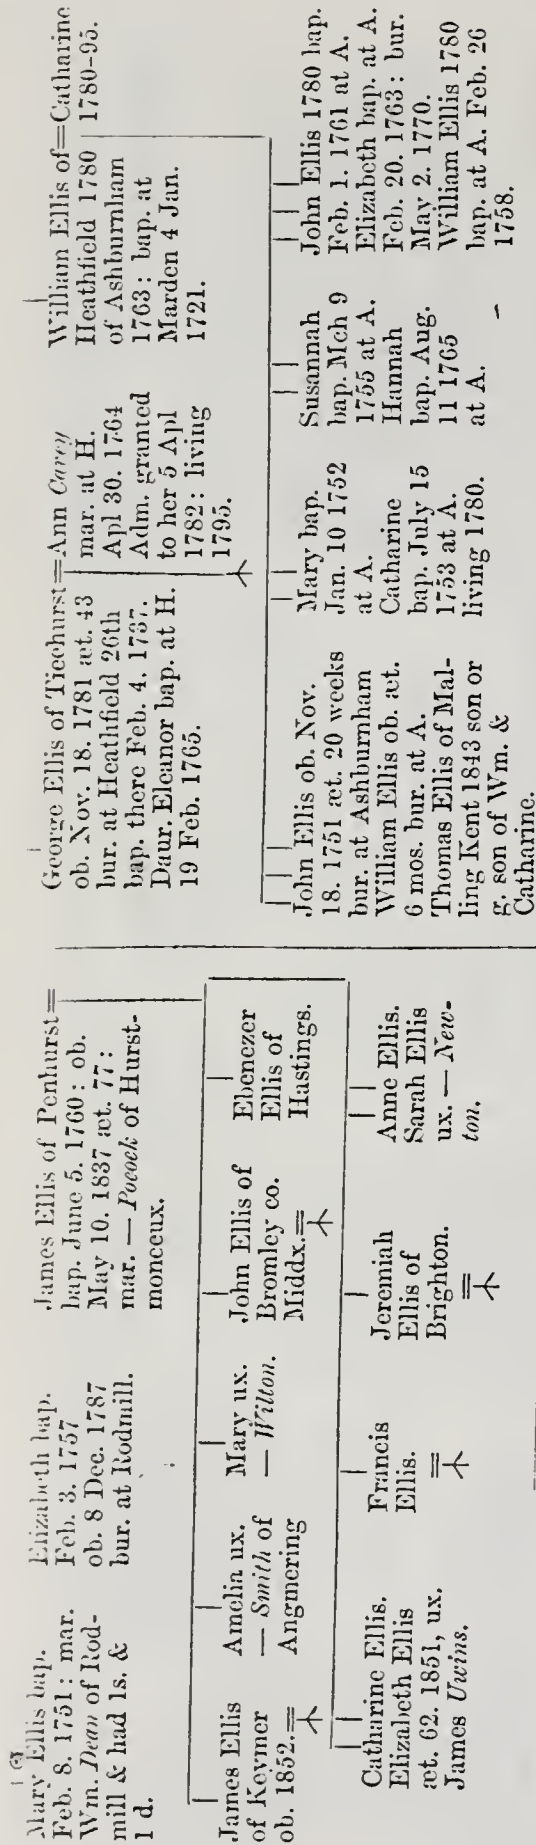 Mary Ellis bap.
Feb. 8. 1751: mar.
Wm. Dean of Rod-
mill & had 1s. &
1 d.
Elizabeth bap.
Feb. 3. 1757
ob. 8 Dec. 1787
bur. at Rodmill.
James Ellis of Penhurst=
bap. June 5. 1760: ob.
May 10. 1837 æt. 77:
mar. — Pocock of Hurst-
monceux.
James Ellis
of Keymer
ob. 1852.=
Amelia ux.
— Smith of
Angmering
Mary ux.
— Wilton.
John Ellis of
Bromley co.
Middx.=
Ebenezer
Ellis of
Hastings.
Catharine Ellis.
Elizabeth Ellis
æt. 62. 1851, ux.
James Uwins.
Francis
Ellis.
=
Jeremiah
Ellis of
Brighton.
=
Anne Ellis.
Sarah Ellis
ux. — New-
ton.
George Ellis of Ticehurst=Ann Carey
ob. Nov. 18. 1781 æt. 43
bur. at Heathfield 26th
bap. there Feb. 4. 1737.
Daur. Eleanor bap. at H.
19 Feb. 1765.
mar. at H.
Apl 30. 1764
Adm. granted
to her 5 Apl
1782: living
1795.
William Ellis of=Catharine
Heathfield 1780
of Ashburnham
1763: bap. at
Marden 4 Jan.
1721.
1780-95.
John Ellis ob. Nov.
18. 1751 æt. 20 weeks
bur. at Ashburnham
William Ellis ob. æt.
6 mos. bur. at A.
Thomas Ellis of Mal-
ling Kent 1843 son or
g. son of Wm. &
Catharine.
Mary bap.
Jan. 10 1752
at A.
Catharine
bap. July 15
1753 at A.
living 1780.
Susannah
bap. Mch 9
1755 at A.
Hannah
bap. Aug.
11 1765
at A.
John Ellis 1780 bap.
Feb. 1. 1761 at A.
Elizabeth bap. at A.
Feb. 20. 1763: bur.
May 2. 1770.
William Ellis 1780
bap. at A. Feb. 26
1758.